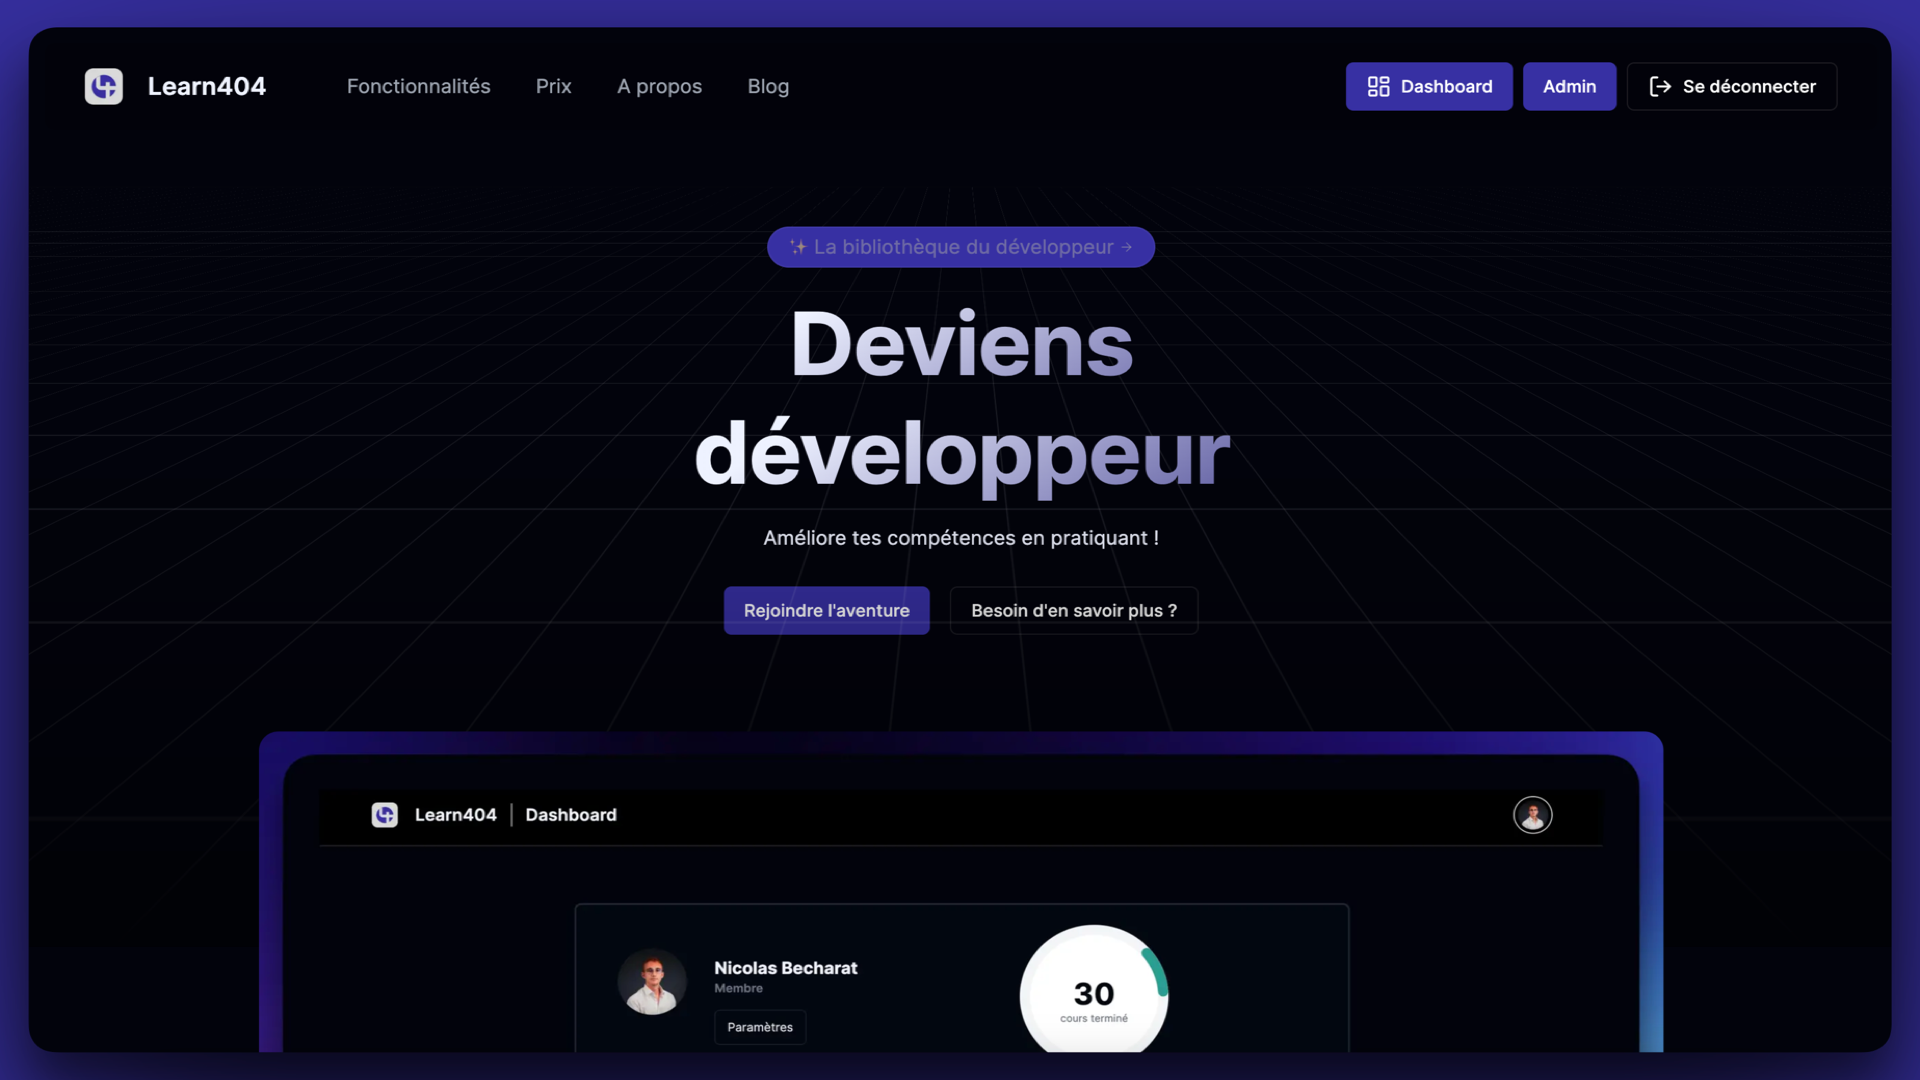 Learn404
Fonctionnalités
Prix
A propos
Blog
Dashboard
Admin
Se déconnecter
✨ La bibliothèque du développeur →
Deviens
développeur
Améliore tes compétences en pratiquant !
Rejoindre l'aventure
Besoin d'en savoir plus ?
Learn404 | Dashboard
Nicolas Becharat
Membre
Paramètres
30
cours terminé